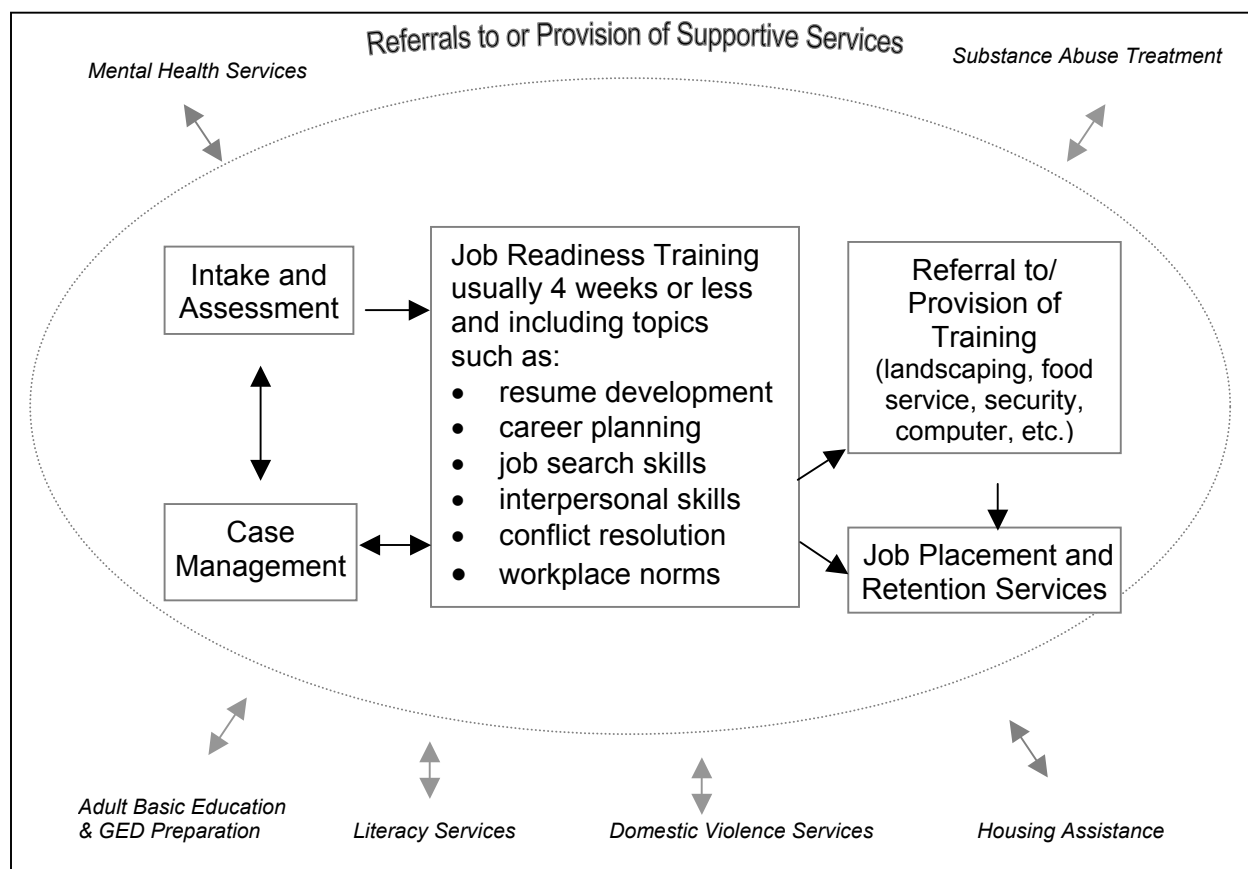 Referrals to or Provision of Supportive Services
Mental Health Services
Substance Abuse Treatment
Intake and
Assessment
Case
Management
Job Readiness Training
usually 4 weeks or less
and including topics
such as:
• resume development
• career planning
• job search skills
• interpersonal skills
• conflict resolution
• workplace norms
Referral to/
Provision of
Training
(landscaping, food
service, security,
computer, etc.)
Job Placement and
Retention Services
Adult Basic Education
& GED Preparation
Literacy Services
Domestic Violence Services
Housing Assistance